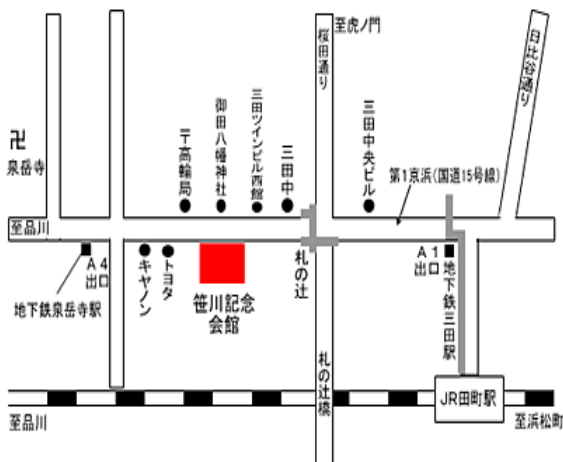 至虎ノ門
桜田通り
日比谷通り
卍
泉岳寺
〒高輪局
御田八幡神社
三田ツインビル西館
三田中
三田中央ビル
第1京浜(国道15号線)
至品川
A4
出口
地下鉄泉岳寺駅
キヤノン
トヨタ
笹川記念
会館
札の辻
A1
出口
地下鉄三田駅
札の辻橋
JR田町駅
至品川
至浜松町